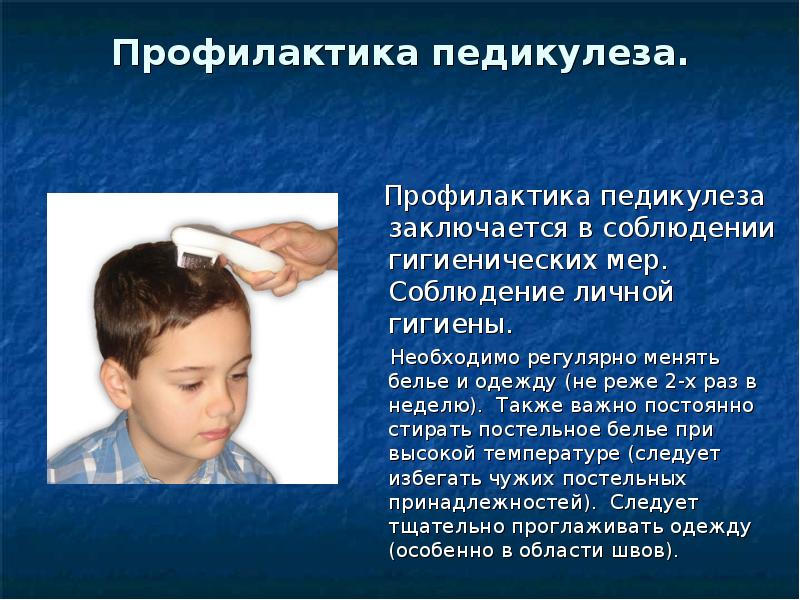 Профилактика педикулеза.
Профилактика педикулеза
заключается в соблюдении
гигиенических мер.
Соблюдение личной
гигиены.
Необходимо регулярно менять
белье и одежду (не реже 2-х раз в
неделю). Также важно постоянно
стирать постельное белье при
высокой температуре (следует
избегать чужих постельных
принадлежностей). Следует
тщательно проглаживать одежду
(особенно в области швов).